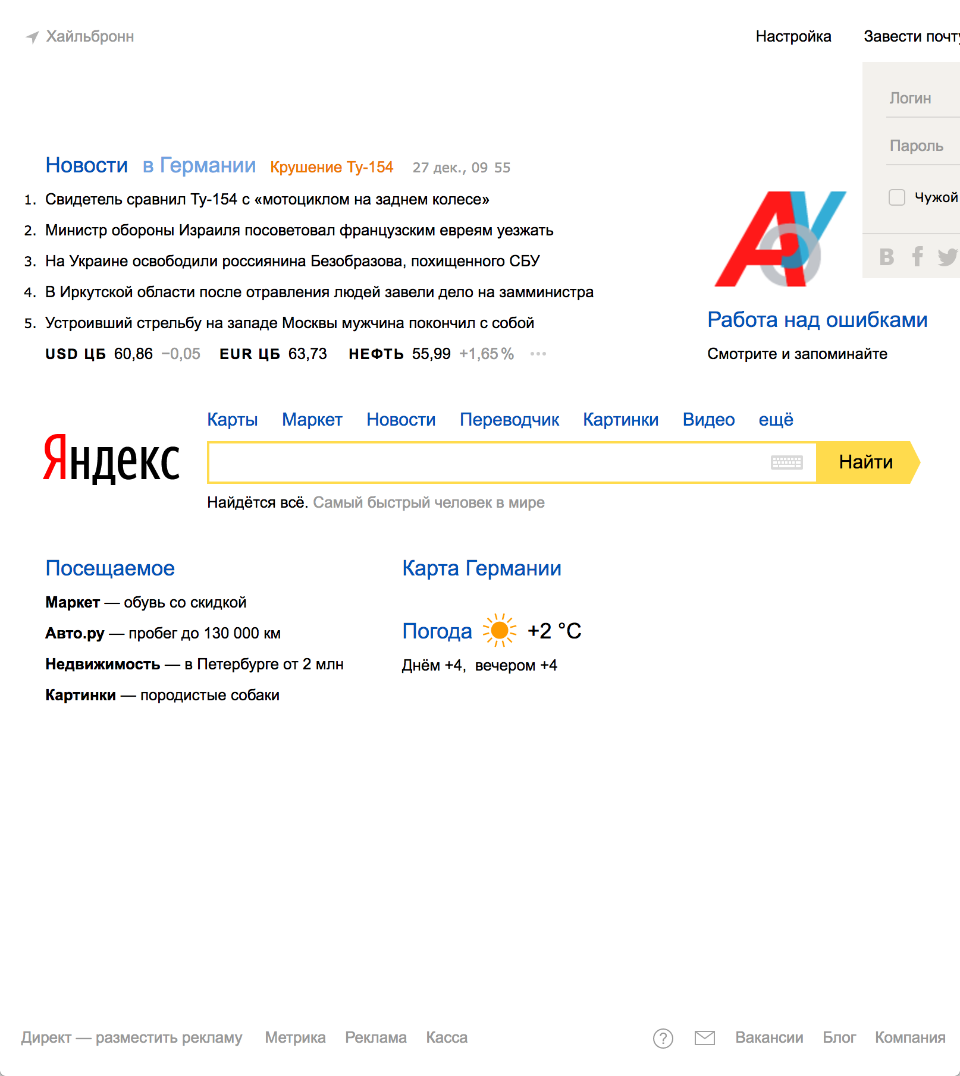 Хайльбронн
Настройка Завести почту
Логин
Пароль
Чужой
Новости в Германии Крушение Ту-154 27 дек., 09 55
1. Свидетель сравнил Ту-154 с «мотоциклом на заднем колесе»
2. Министр обороны Израиля посоветовал французским евреям уезжать
3. На Украине освободили россиянина Безобразова, похищенного СБУ
4. В Иркутской области после отравления людей завели дело на замминистра
5. Устроивший стрельбу на западе Москвы мужчина покончил с собой
USD ЦБ 60,86 −0,05 EUR ЦБ 63,73 НЕФТЬ 55,99 +1,65% •••
Работа над ошибками
Смотрите и запоминайте
Карты Маркет Новости Переводчик Картинки Видео ещё
Яндекс
Найти
Найдётся всё. Самый быстрый человек в мире
Посещаемое
Маркет — обувь со скидкой
Авто.ру — пробег до 130 000 км
Недвижимость — в Петербурге от 2 млн
Картинки — породистые собаки
Карта Германии
Погода +2 °C
Днём +4, вечером +4
Директ — разместить рекламу Метрика Реклама Касса
? Вакансии Блог Компания